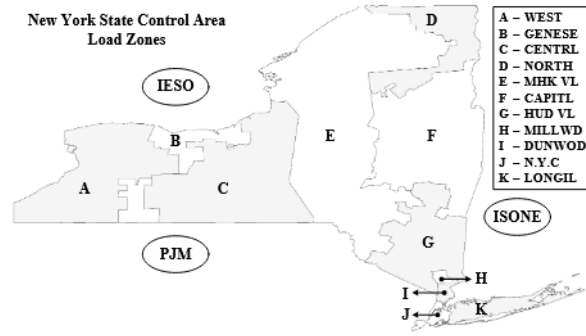 New York State Control Area
Load Zones
A – WEST
B – GENESE
C – CENTRL
D – NORTH
E – MHK VL
F – CAPITL
G – HUD VL
H – MILLWD
I – DUNWOD
J – N.Y.C
K – LONGIL
D
IESO
B
E
F
A
C
ISONE
G
PJM
H
I
K
J